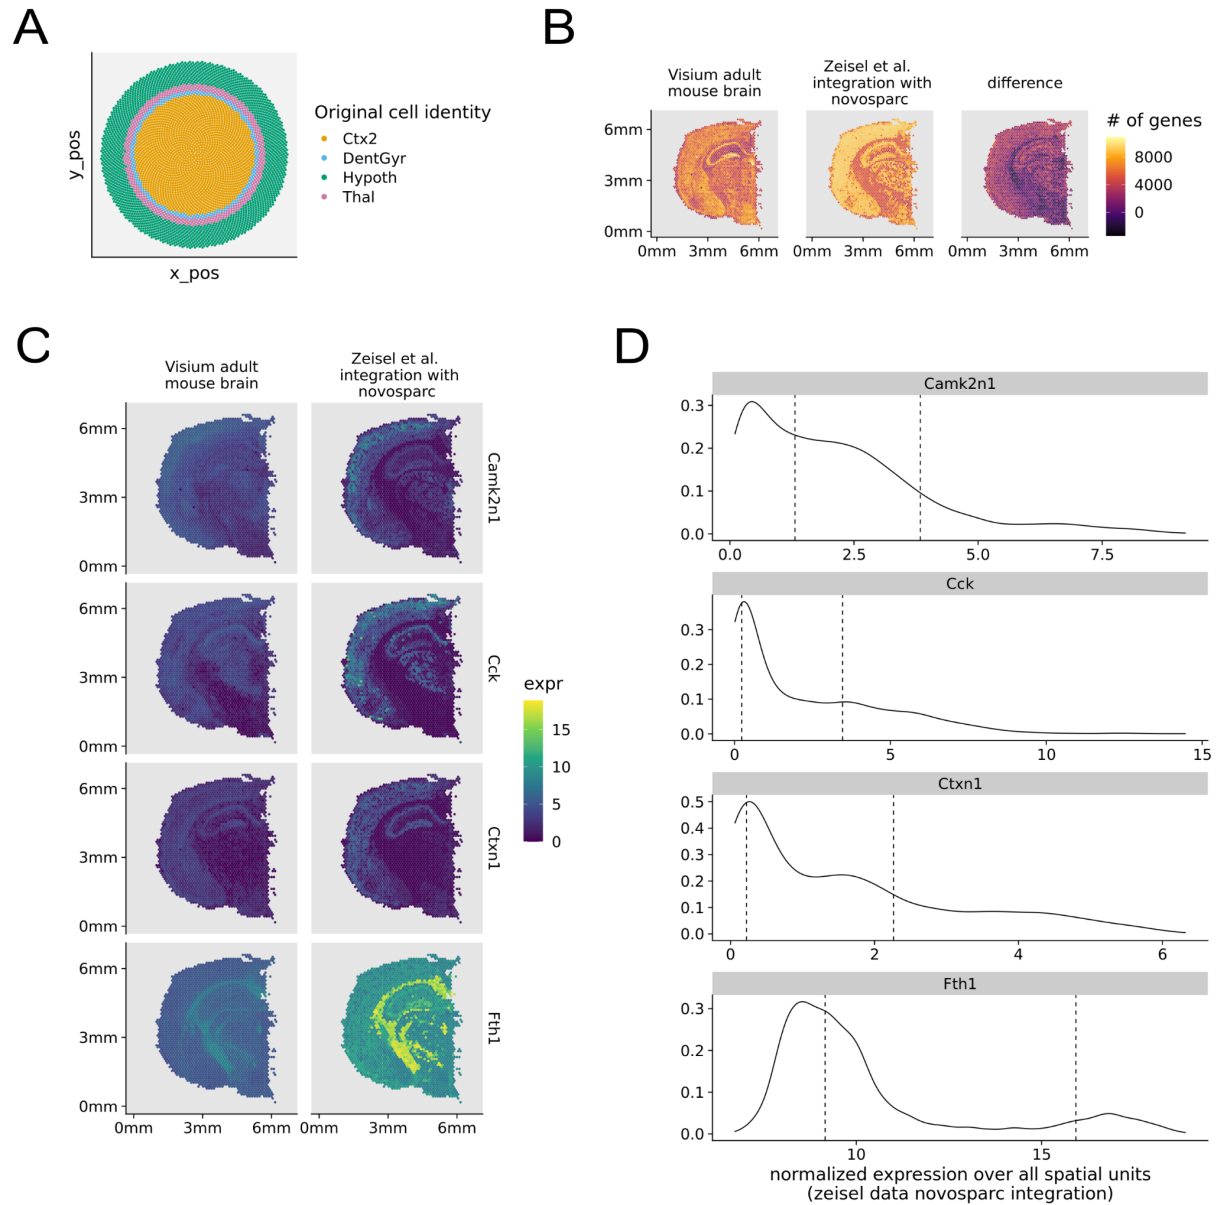 A
y_pos
x_pos
Original cell identity
Ctx2
DentGyr
Hypoth
Thal
B
Visium adult
mouse brain
Zeisel et al.
integration with
novosparc
difference
6mm
3mm
0mm
0mm 3mm 6mm
0mm 3mm 6mm
0mm 3mm 6mm
# of genes
8000
4000
0
C
Visium adult
mouse brain
Zeisel et al.
integration with
novosparc
6mm
3mm
0mm
Camk2n1
6mm
3mm
0mm
Cck
6mm
3mm
0mm
Ctxn1
6mm
3mm
0mm
Fth1
0mm 3mm 6mm
0mm 3mm 6mm
expr
15
10
5
0
D
Camk2n1
0.3
0.2
0.1
0.0
0.0 2.5 5.0 7.5
Cck
0.3
0.2
0.1
0.0
0 5 10 15
Ctxn1
0.5
0.4
0.3
0.2
0.1
0.0
0 2 4 6
Fth1
0.3
0.2
0.1
0.0
10 15
normalized expression over all spatial units
(zeisel data novosparc integration)